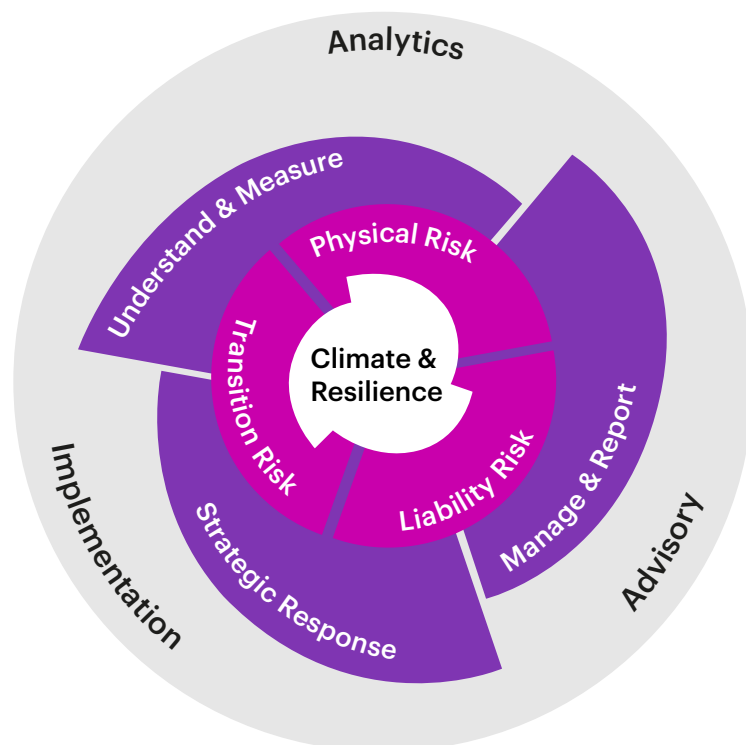 Analytics
Understand & Measure
Physical Risk
Transition Risk
Climate &
Resilience
Liability Risk
Manage & Report
Strategic Response
Implementation
Advisory